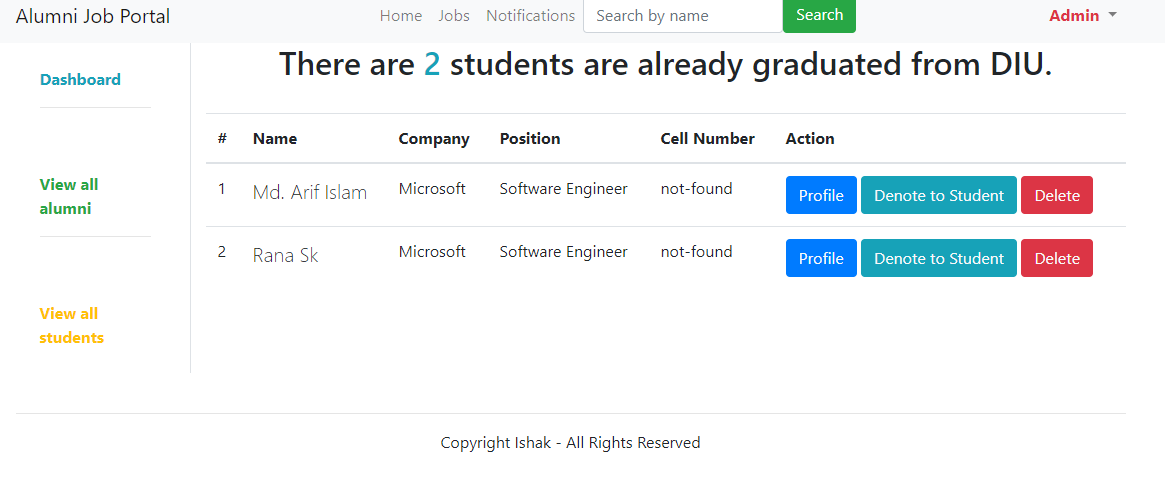 Alumni Job Portal Home Jobs Notifications Search by name Search Admin
There are 2 students are already graduated from DIU.
Dashboard
# Name Company Position Cell Number Action
1 Md. Arif Islam Microsoft Software Engineer not-found Profile Denote to Student Delete
View all
alumni
2 Rana Sk Microsoft Software Engineer not-found Profile Denote to Student Delete
View all
students
Copyright Ishak - All Rights Reserved